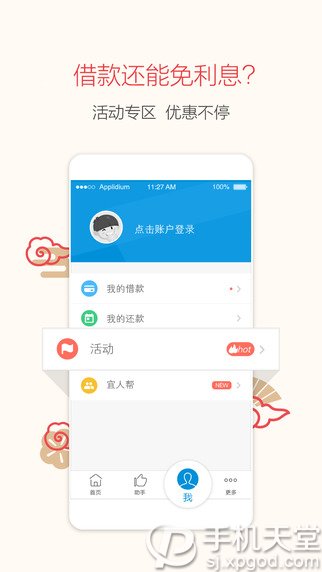 借款还能免利息?
活动专区 优惠不停
Applidium 11:27 AM 100%
点击账户登录
我的借款
我的还款
活动 hot
宜人帮 NEW
首页 助手 我 更多
手机天堂
sj.xpgod.com